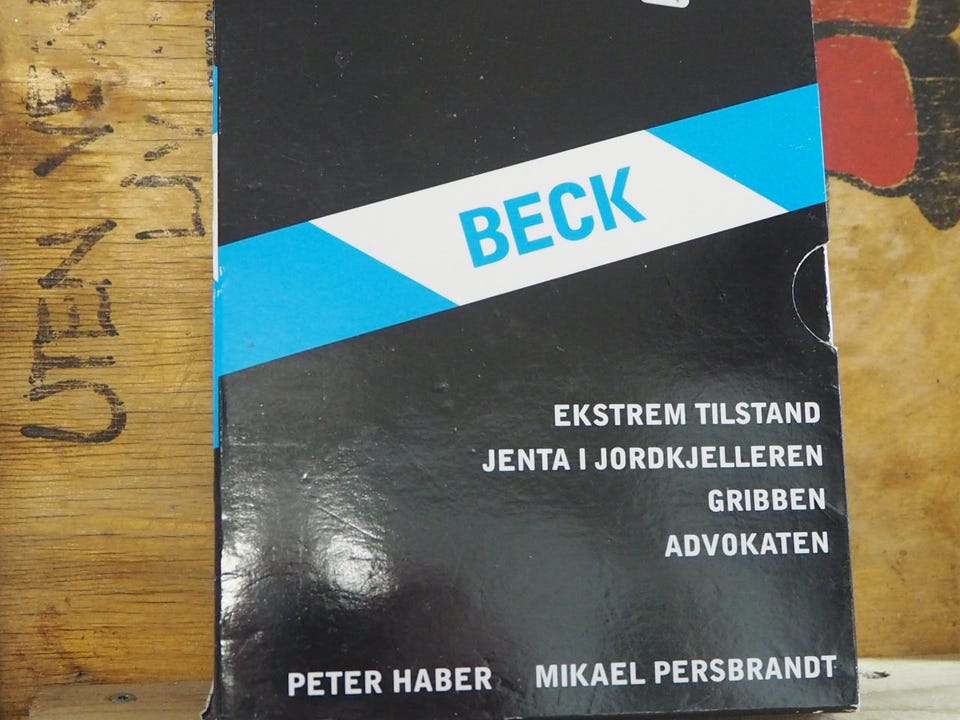 BECK
EKSTREM TILSTAND
JENTA I JORDKJELLEREN
GRIBBEN
ADVOKATEN
PETER HABER MIKAEL PERSBRANDT
UTEN